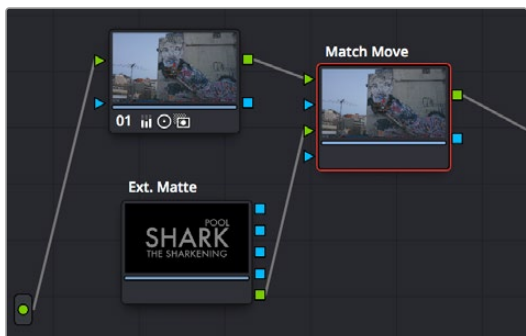 Match Move
01
Ext. Matte
POOL
SHARK
THE SHARKENING